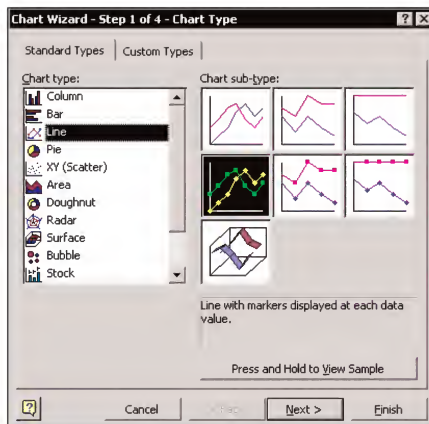 Chart Wizard - Step 1 of 4 - Chart Type
Standard Types Custom Types
Chart type:
Column
Bar
Line
Pie
XY (Scatter)
Area
Doughnut
Radar
Surface
Bubble
Stock
Chart sub-type:
Line with markers displayed at each data
value.
Press and Hold to View Sample
Cancel
Next >
Finish